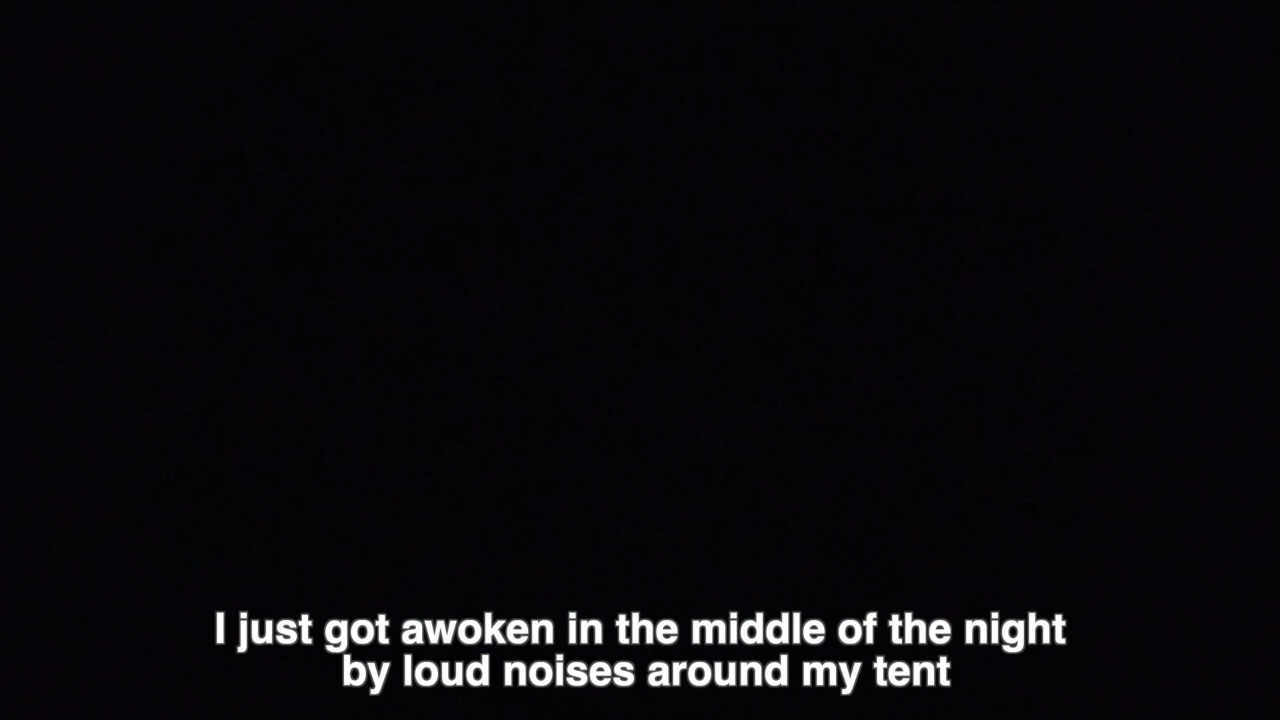 I just got awoken in the middle of the night
by loud noises around my tent